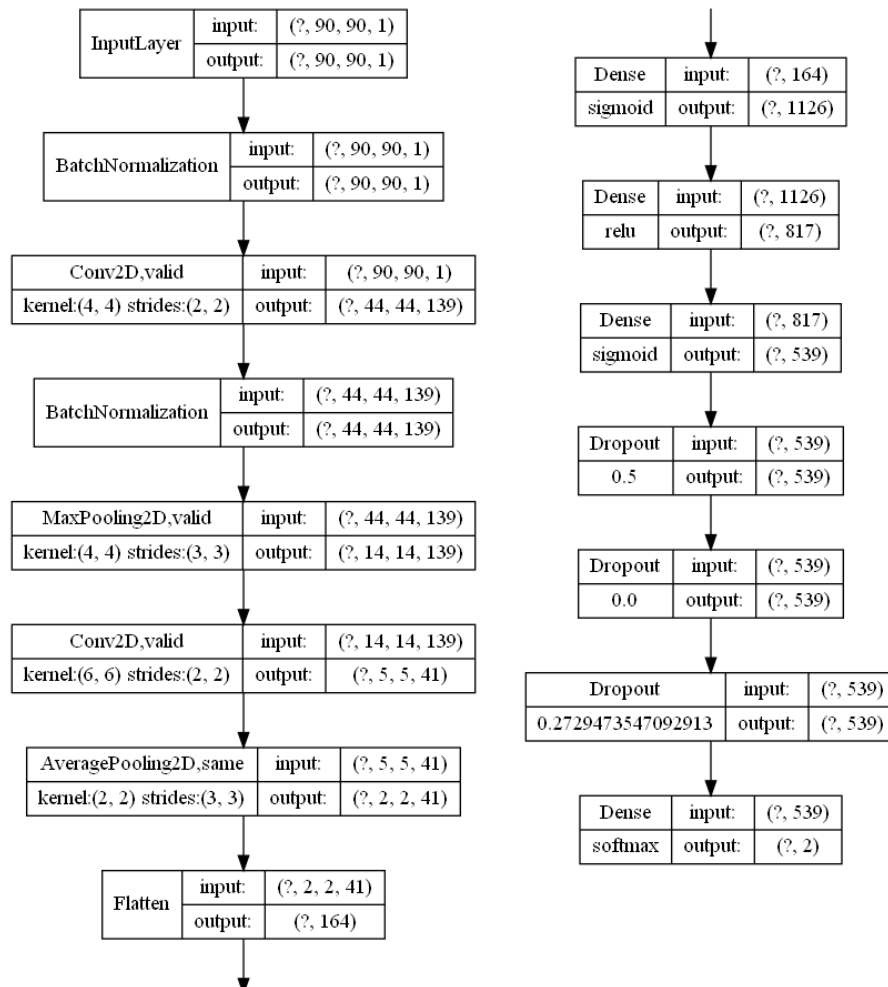 InputLayer input: (?, 90, 90, 1)
output: (?, 90, 90, 1)
BatchNormalization input: (?, 90, 90, 1)
output: (?, 90, 90, 1)
Conv2D,valid input: (?, 90, 90, 1)
kernel:(4, 4) strides:(2, 2) output: (?, 44, 44, 139)
BatchNormalization input: (?, 44, 44, 139)
output: (?, 44, 44, 139)
MaxPooling2D,valid input: (?, 44, 44, 139)
kernel:(4, 4) strides:(3, 3) output: (?, 14, 14, 139)
Conv2D,valid input: (?, 14, 14, 139)
kernel:(6, 6) strides:(2, 2) output: (?, 5, 5, 41)
AveragePooling2D,same input: (?, 5, 5, 41)
kernel:(2, 2) strides:(3, 3) output: (?, 2, 2, 41)
Flatten input: (?, 2, 2, 41)
output: (?, 164)
Dense input: (?, 164)
sigmoid output: (?, 1126)
Dense input: (?, 1126)
relu output: (?, 817)
Dense input: (?, 817)
sigmoid output: (?, 539)
Dropout input: (?, 539)
0.5 output: (?, 539)
Dropout input: (?, 539)
0.0 output: (?, 539)
Dropout input: (?, 539)
0.2729473547092913 output: (?, 539)
Dense input: (?, 539)
softmax output: (?, 2)